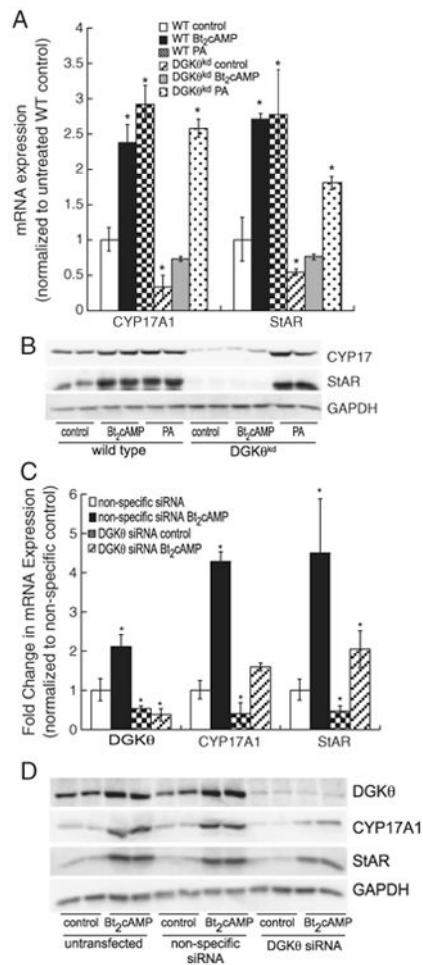 A
WT control
WT Bt2cAMP
WT PA
DGKθkd control
DGKθkd Bt2cAMP
DGKθkd PA
mRNA expression
(normalized to untreated WT control)
4
3.5
3
2.5
2
1.5
1
0.5
0
* * * * * * * * *
CYP17A1 StAR
B
CYP17
StAR
GAPDH
control Bt2cAMP PA control Bt2cAMP PA
wild type DGKθkd
C
non-specific siRNA
non-specific siRNA Bt2cAMP
DGKθ siRNA control
DGKθ siRNA Bt2cAMP
Fold Change in mRNA Expression
(normalized to non-specific control)
6
4
2
1
0
* * * * * * * *
DGKθ CYP17A1 StAR
D
DGKθ
CYP17A1
StAR
GAPDH
control Bt2cAMP control Bt2cAMP control Bt2cAMP
untransfected non-specific siRNA DGKθ siRNA